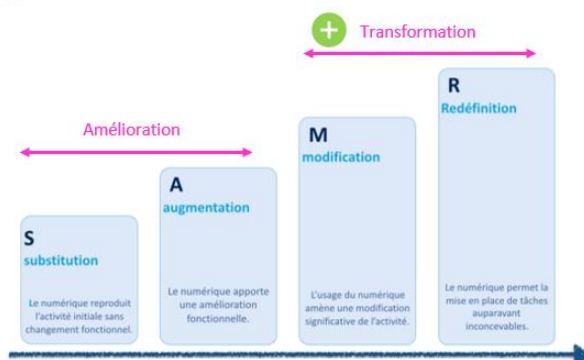 +
Transformation
Amélioration
S
substitution
Le numérique reproduit
l'activité initiale sans
changement fonctionnel.
A
augmentation
Le numérique apporte
une amélioration
fonctionnelle.
M
modification
L'usage du numérique
amène une modification
significative de l'activité.
R
Redéfinition
Le numérique permet la
mise en place de tâches
auparavant
inconcevables.